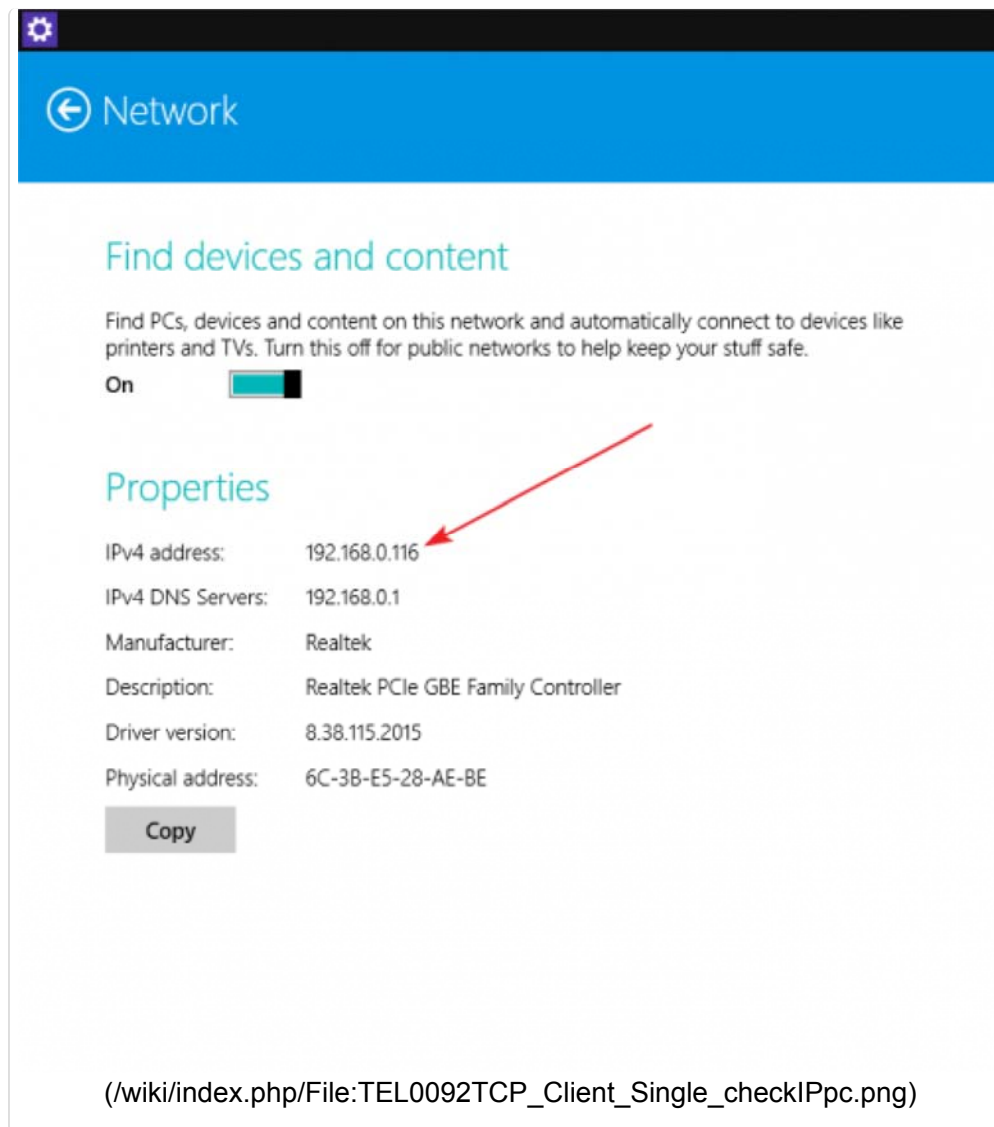 Network
Find devices and content
Find PCs, devices and content on this network and automatically connect to devices like
printers and TVs. Turn this off for public networks to help keep your stuff safe.
On
Properties
IPv4 address: 192.168.0.116
IPv4 DNS Servers: 192.168.0.1
Manufacturer: Realtek
Description: Realtek PCIe GBE Family Controller
Driver version: 8.38.115.2015
Physical address: 6C-3B-E5-28-AE-BE
Copy
(/wiki/index.php/File:TEL0092TCP_Client_Single_checkIPpc.png)